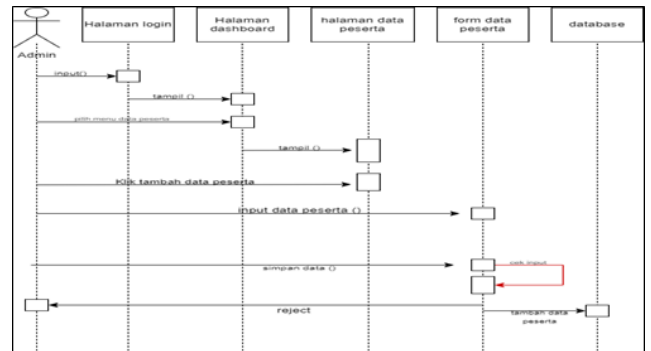 Halaman login
Halaman
dashboard
halaman data
peserta
form data
peserta
database
Admin
input()
tampil ()
pilih menu data peserta
tampil ()
Klik tambah data peserta
input data peserta ()
simpan data ()
cek input
reject
tambah data
peserta